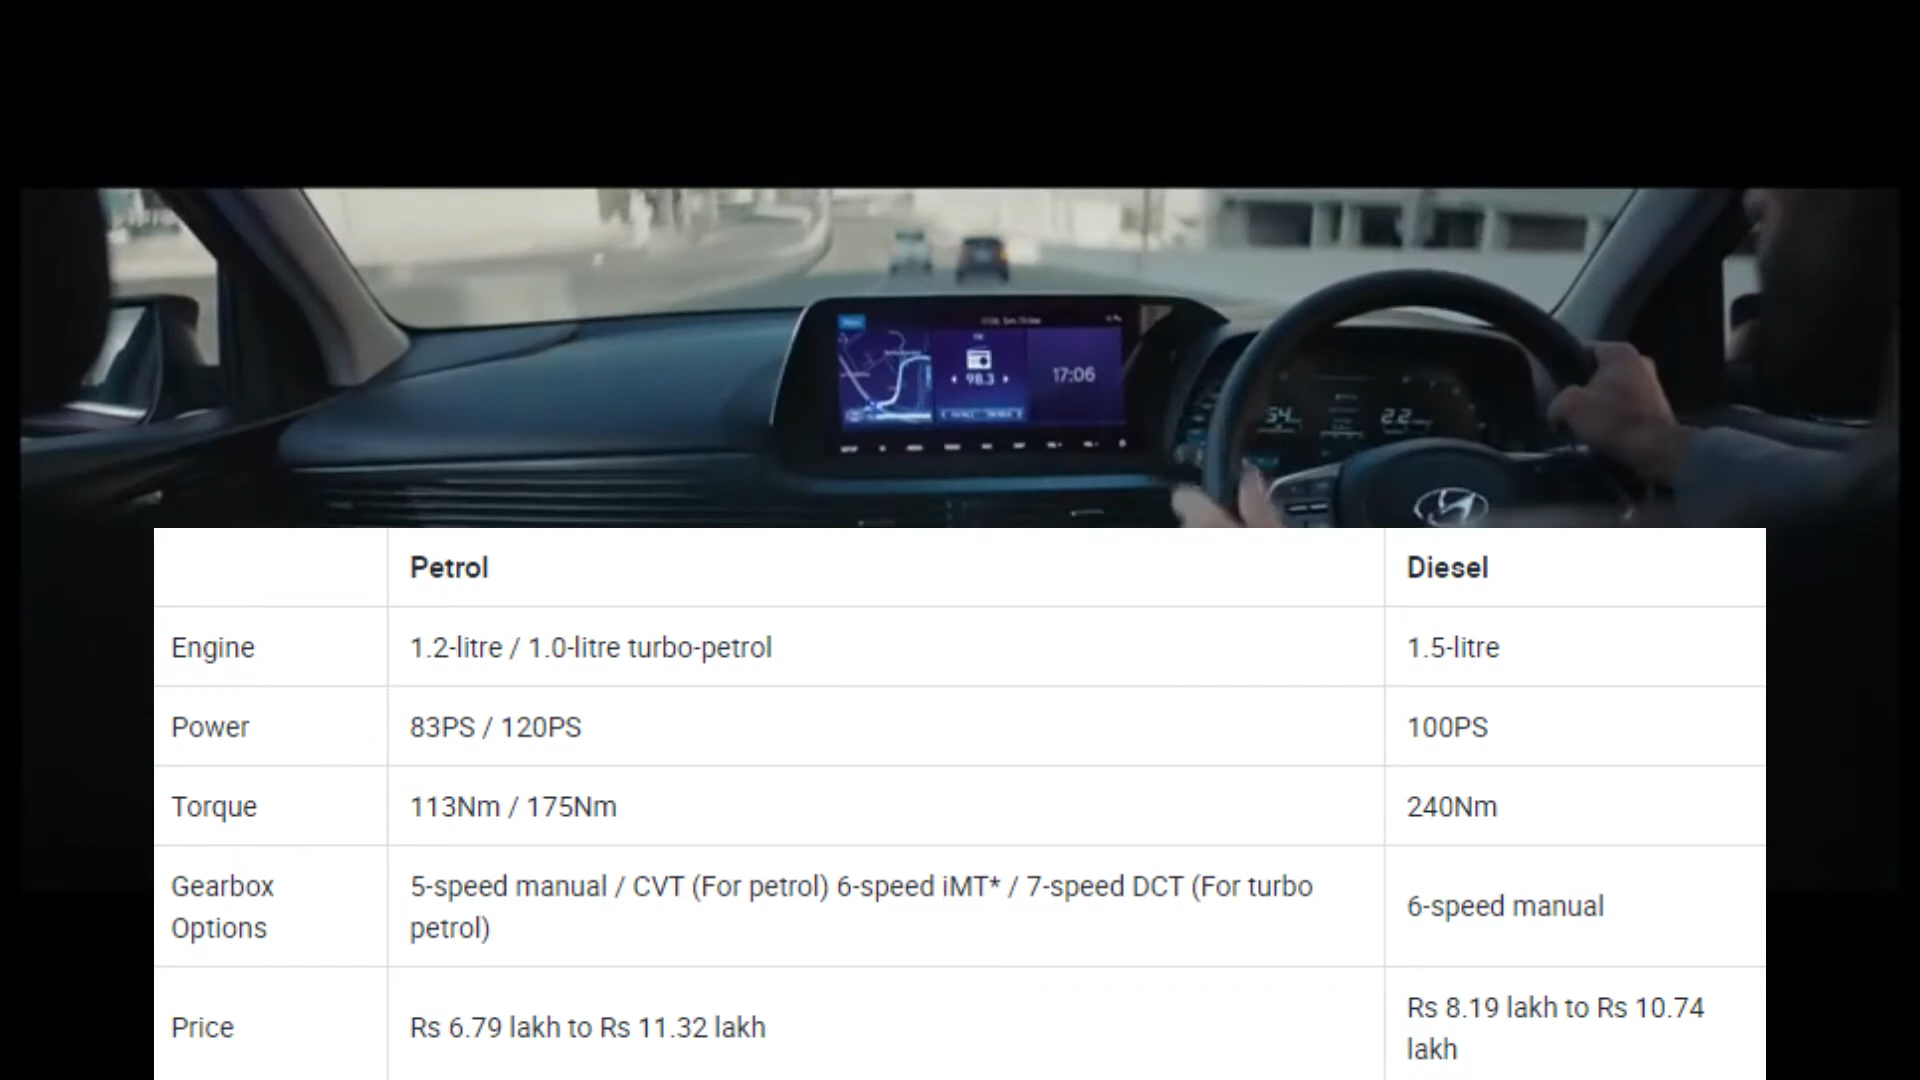 98.3
17:06
54
2.2
Petrol
Diesel
Engine
1.2-litre / 1.0-litre turbo-petrol
1.5-litre
Power
83PS / 120PS
100PS
Torque
113Nm / 175Nm
240Nm
Gearbox
Options
5-speed manual / CVT (For petrol) 6-speed iMT* / 7-speed DCT (For turbo
petrol)
6-speed manual
Price
Rs 6.79 lakh to Rs 11.32 lakh
Rs 8.19 lakh to Rs 10.74
lakh